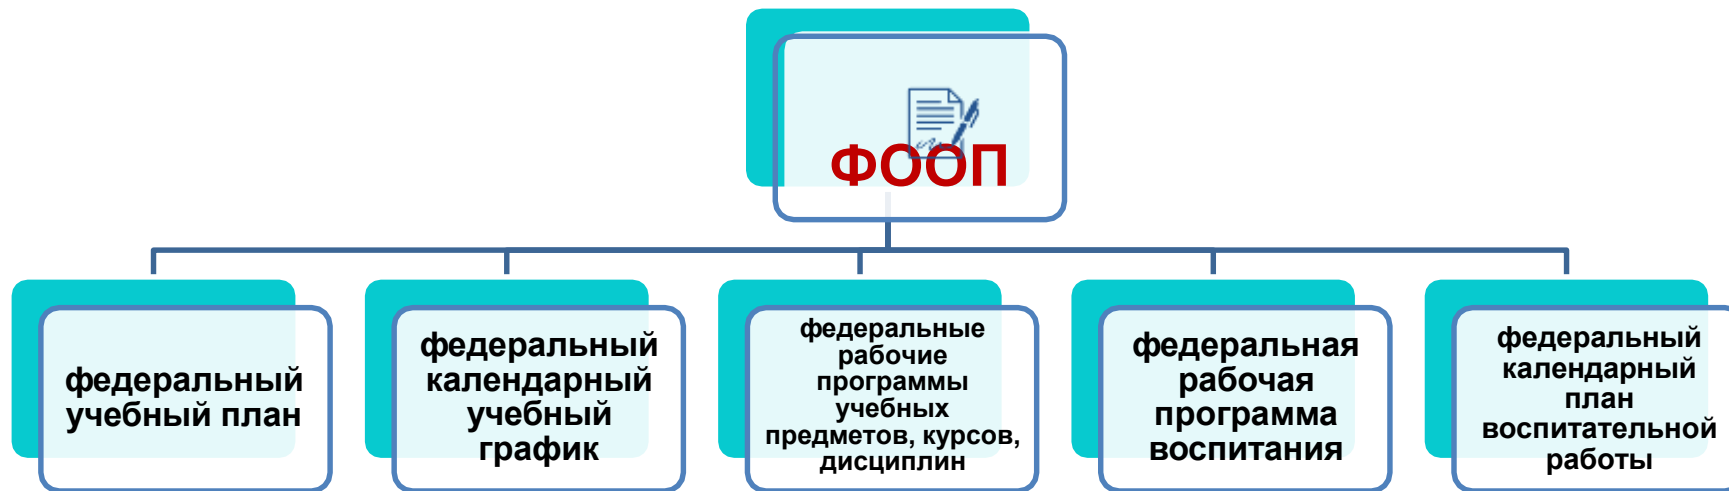 ФООП
федеральный
учебный план
федеральный
календарный
учебный
график
федеральные
рабочие
программы
учебных
предметов, курсов,
дисциплин
федеральная
рабочая
программа
воспитания
федеральный
календарный
план
воспитательной
работы